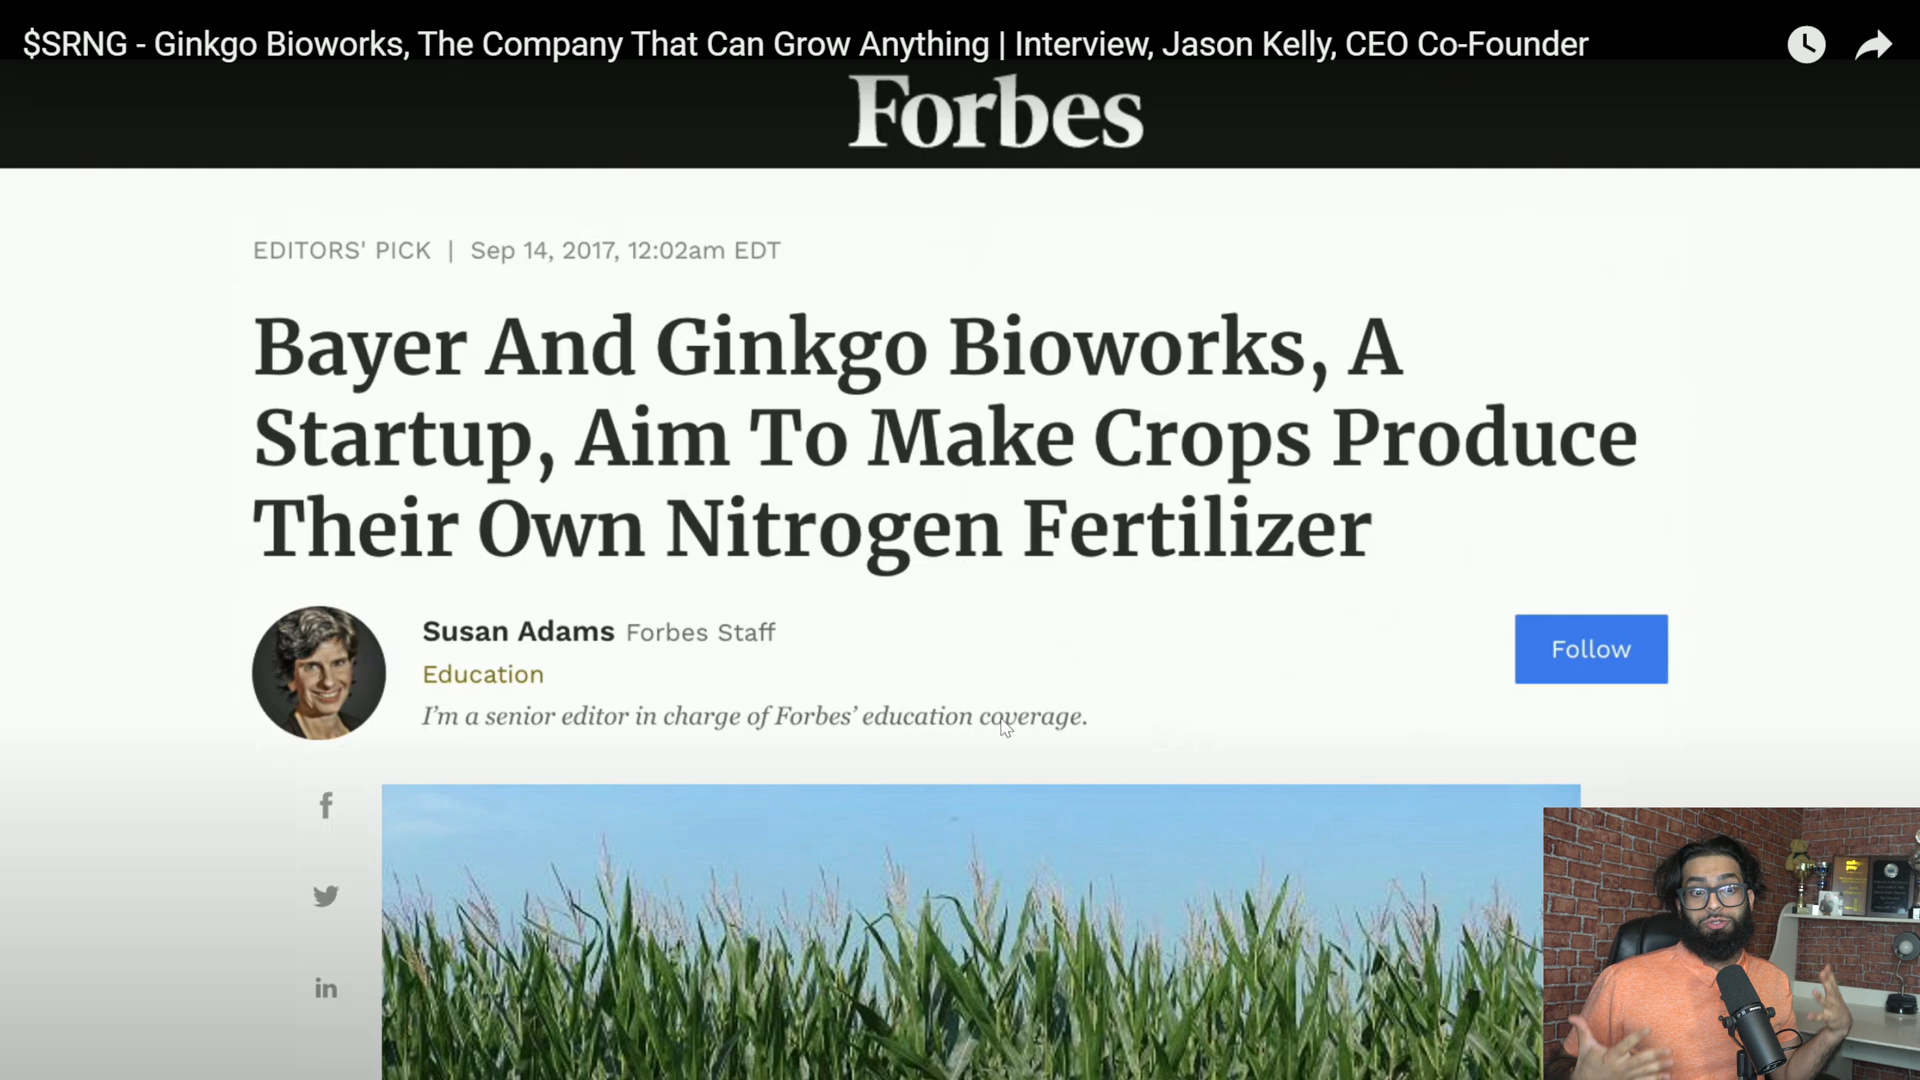 $SRNG - Ginkgo Bioworks, The Company That Can Grow Anything | Interview, Jason Kelly, CEO Co-Founder
Forbes
EDITORS' PICK | Sep 14, 2017, 12:02am EDT
Bayer And Ginkgo Bioworks, A
Startup, Aim To Make Crops Produce
Their Own Nitrogen Fertilizer
Susan Adams Forbes Staff
Education
I'm a senior editor in charge of Forbes' education coverage.
Follow
f
in